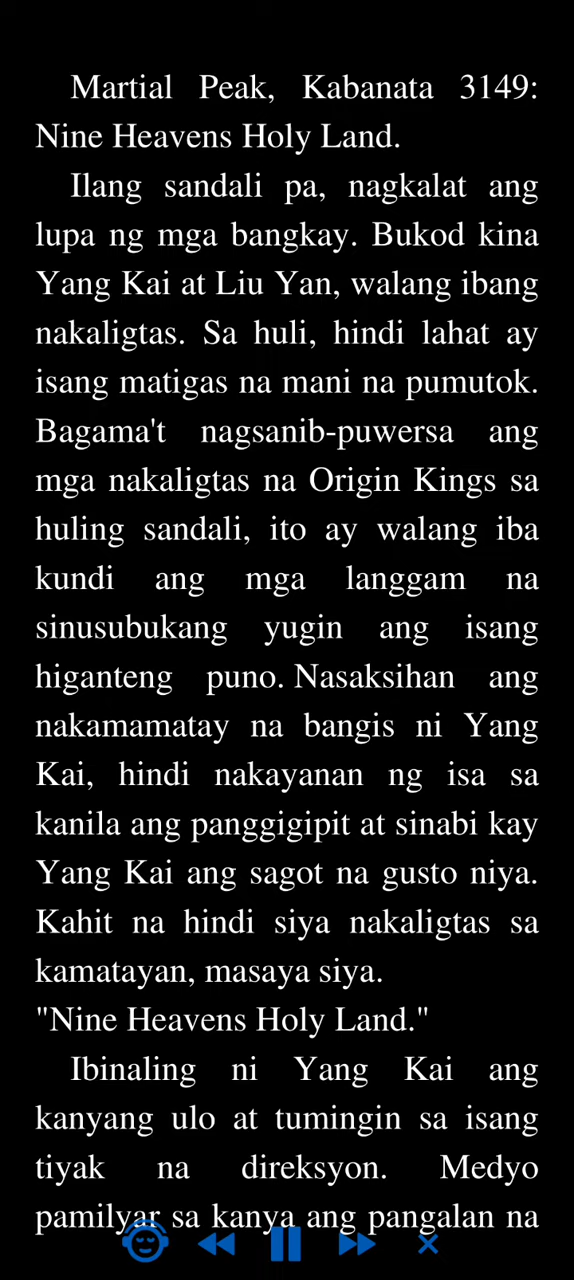 Martial Peak, Kabanata 3149:
Nine Heavens Holy Land.
Ilang sandali pa, nagkalat ang
lupa ng mga bangkay. Bukod kina
Yang Kai at Liu Yan, walang ibang
nakaligtas. Sa huli, hindi lahat ay
isang matigas na mani na pumutok.
Bagama't nagsanib-puwersa ang
mga nakaligtas na Origin Kings sa
huling sandali, ito ay walang iba
kundi ang mga langgam na
sinusubukang yugin ang isang
higanteng puno. Nasaksihan ang
nakamamatay na bangis ni Yang
Kai, hindi nakayanan ng isa sa
kanila ang panggigipit at sinabi kay
Yang Kai ang sagot na gusto niya.
Kahit na hindi siya nakaligtas sa
kamatayan, masaya siya.
"Nine Heavens Holy Land."
Ibinaling ni Yang Kai ang
kanyang ulo at tumingin sa isang
tiyak na direksyon. Medyo
pamilyar sa kanya ang pangalan na